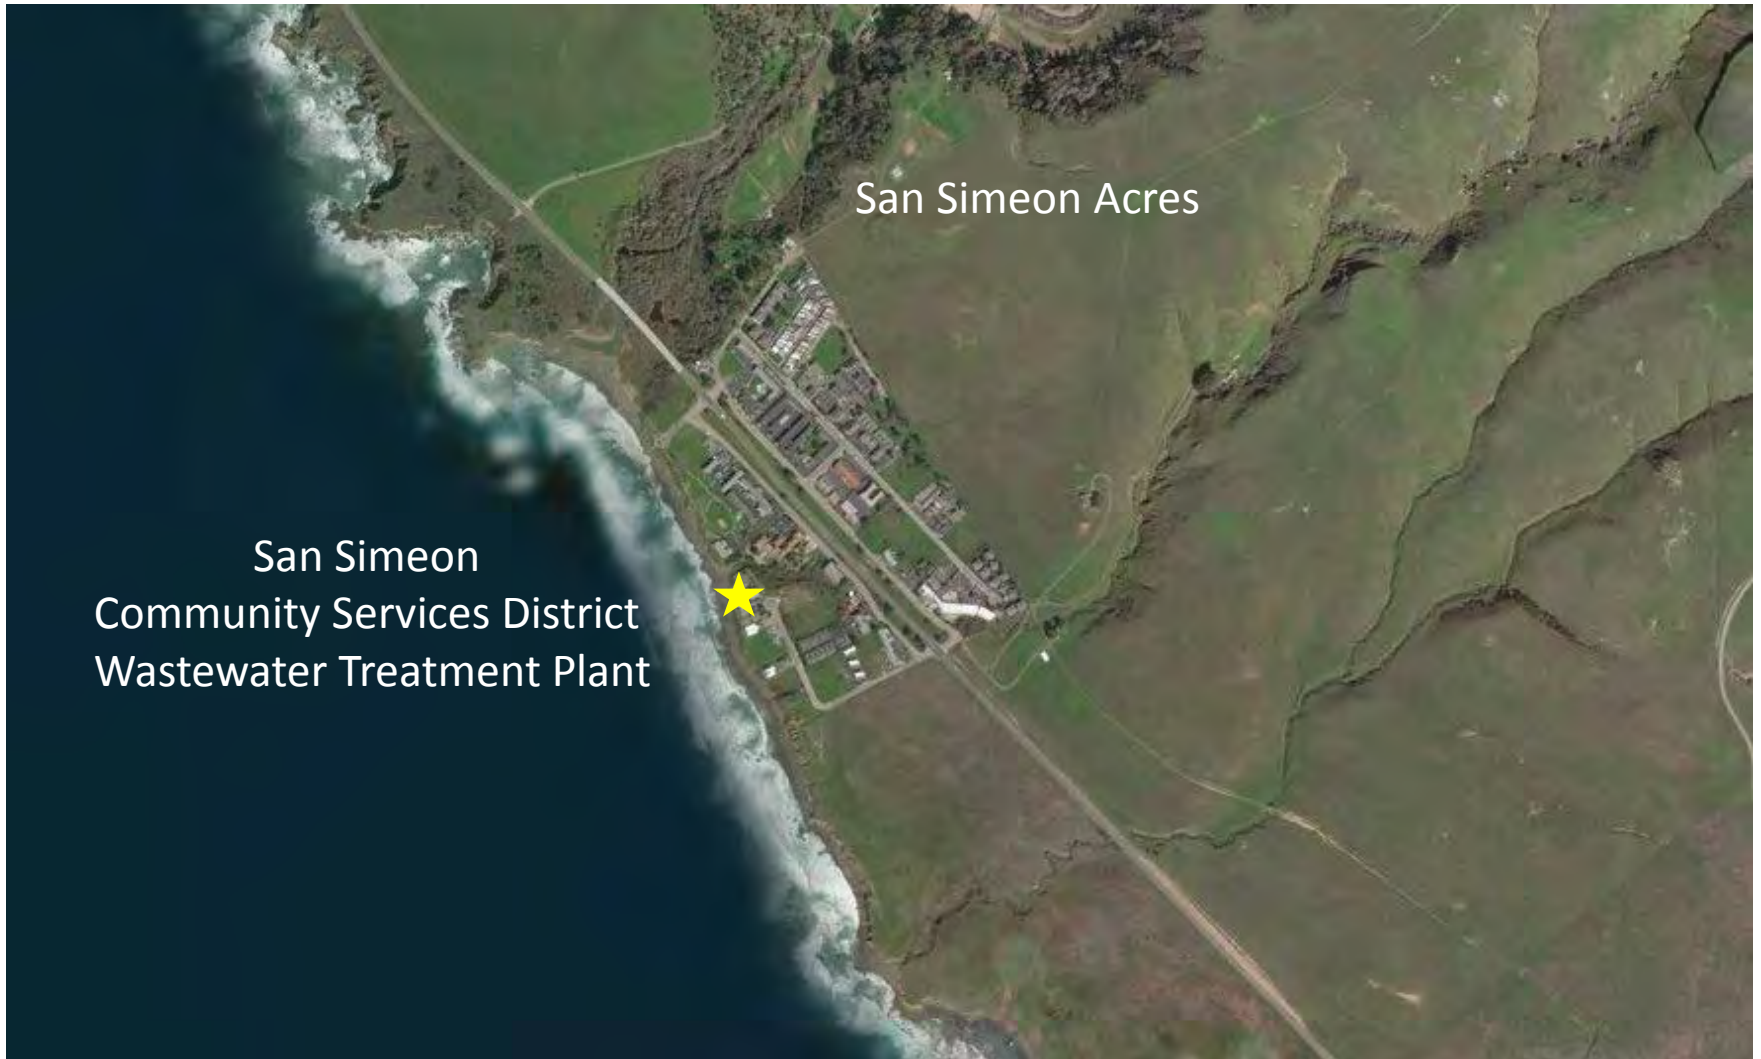 San Simeon Acres
San Simeon
Community Services District
Wastewater Treatment Plant